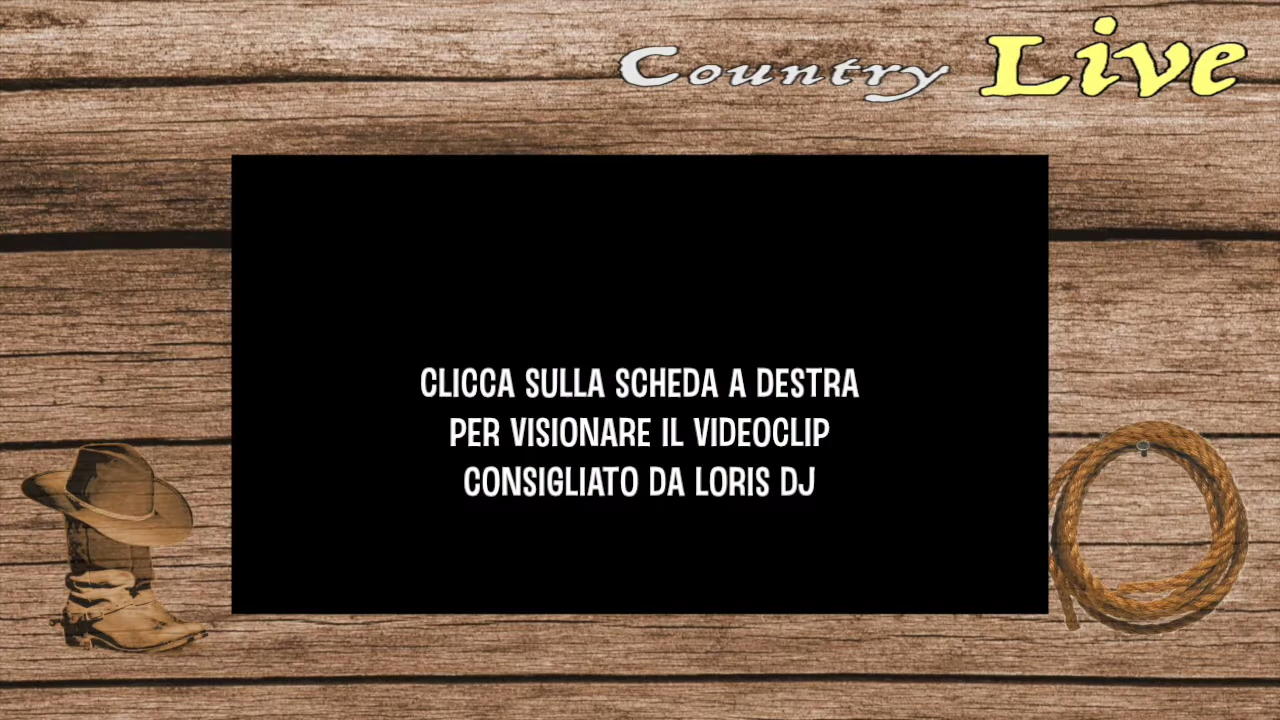 Country Live
CLICCA SULLA SCHEDA A DESTRA
PER VISIONARE IL VIDEOCLIP
CONSIGLIATO DA LORIS DJ